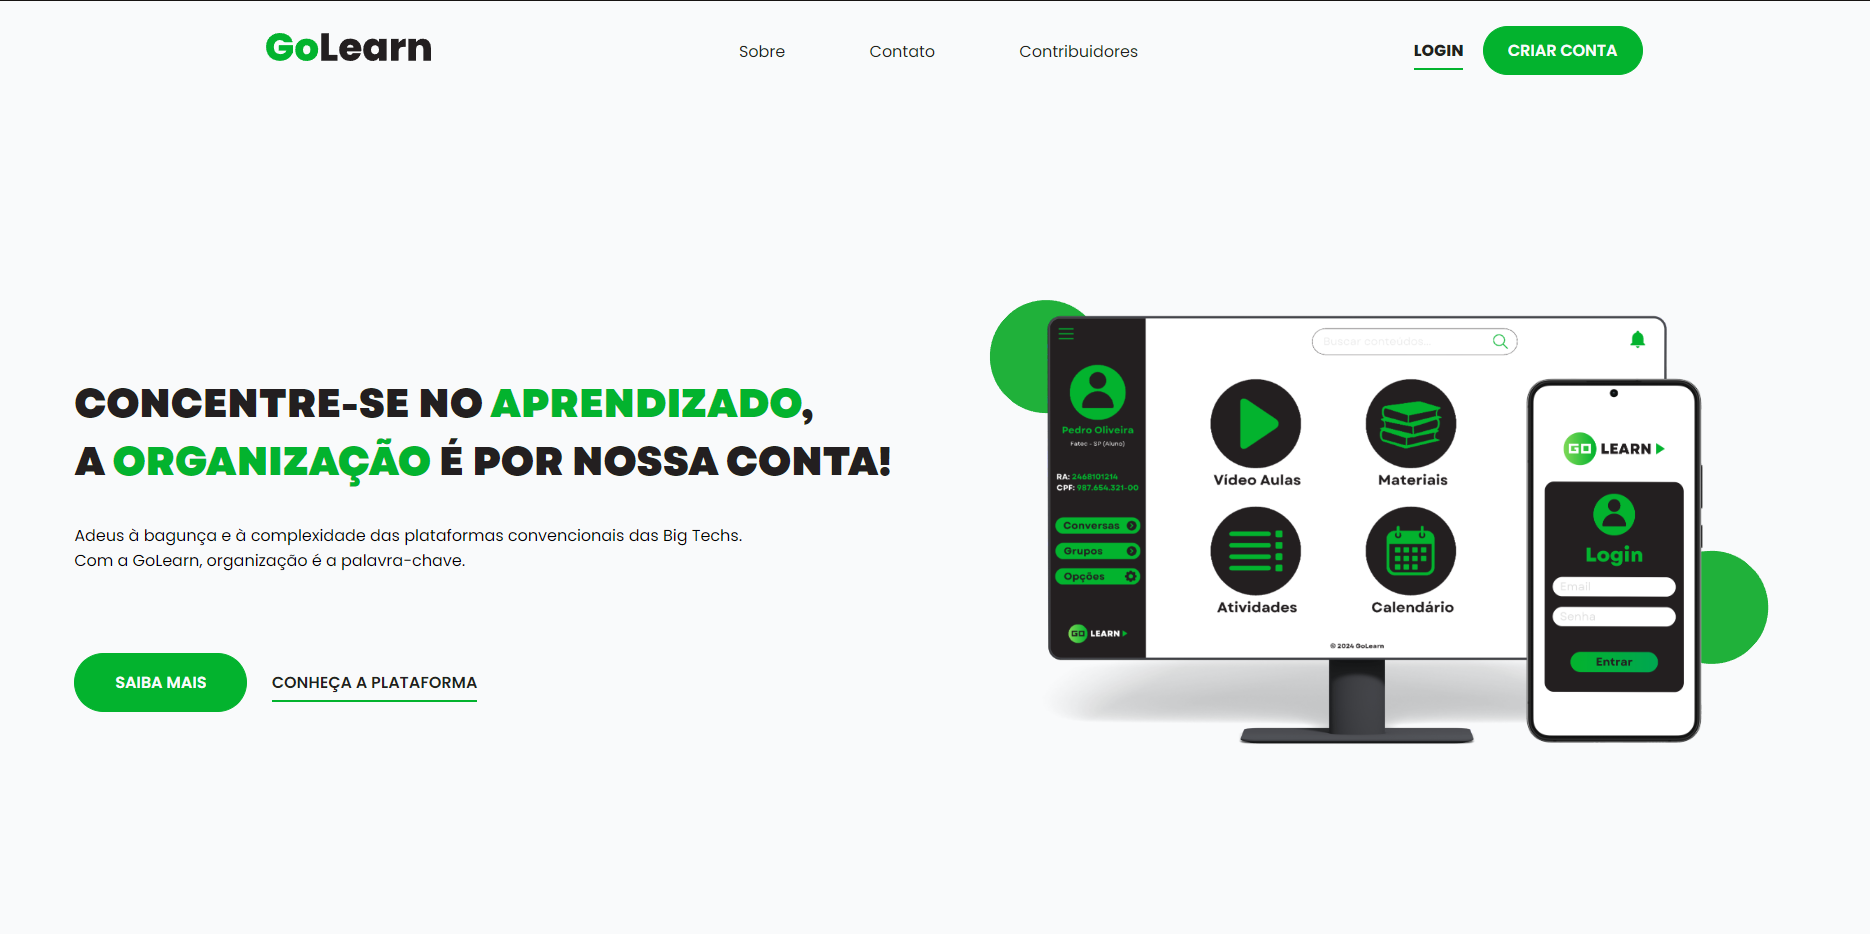 GoLearn
Sobre
Contato
Contribuidores
LOGIN
CRIAR CONTA
CONCENTRE-SE NO APRENDIZADO,
A ORGANIZAÇÃO É POR NOSSA CONTA!
Adeus à bagunça e à complexidade das plataformas convencionais das Big Techs.
Com a GoLearn, organização é a palavra-chave.
SAIBA MAIS
CONHEÇA A PLATAFORMA
Buscar conteúdos...
Pedro Oliveira
Fatec - SP (Aluno)
RA: 2468101214
CPF: 987.654.321-00
Conversas
Grupos
Opções
GO LEARN
Vídeo Aulas
Materiais
Atividades
Calendário
© 2024 GoLearn
GO LEARN
Login
Email
Senha
Entrar